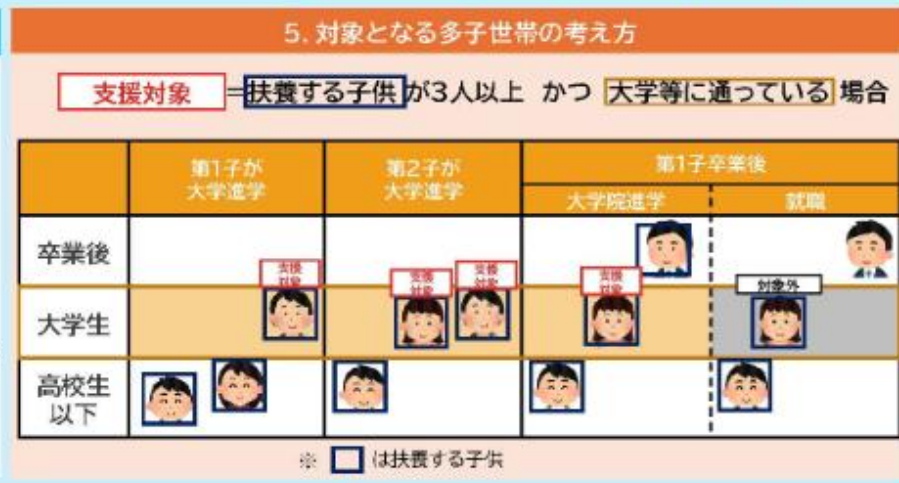 5. 対象となる多子世帯の考え方
支援対象 =扶養する子供 が3人以上 かつ 大学等に通っている 場合
第1子が
大学進学
第2子が
大学進学
第1子卒業後
大学院進学
就職
卒業後
支援
対象
支援
対象
支援
対象
支援
対象
対象外
大学生
高校生
以下
※ は扶養する子供